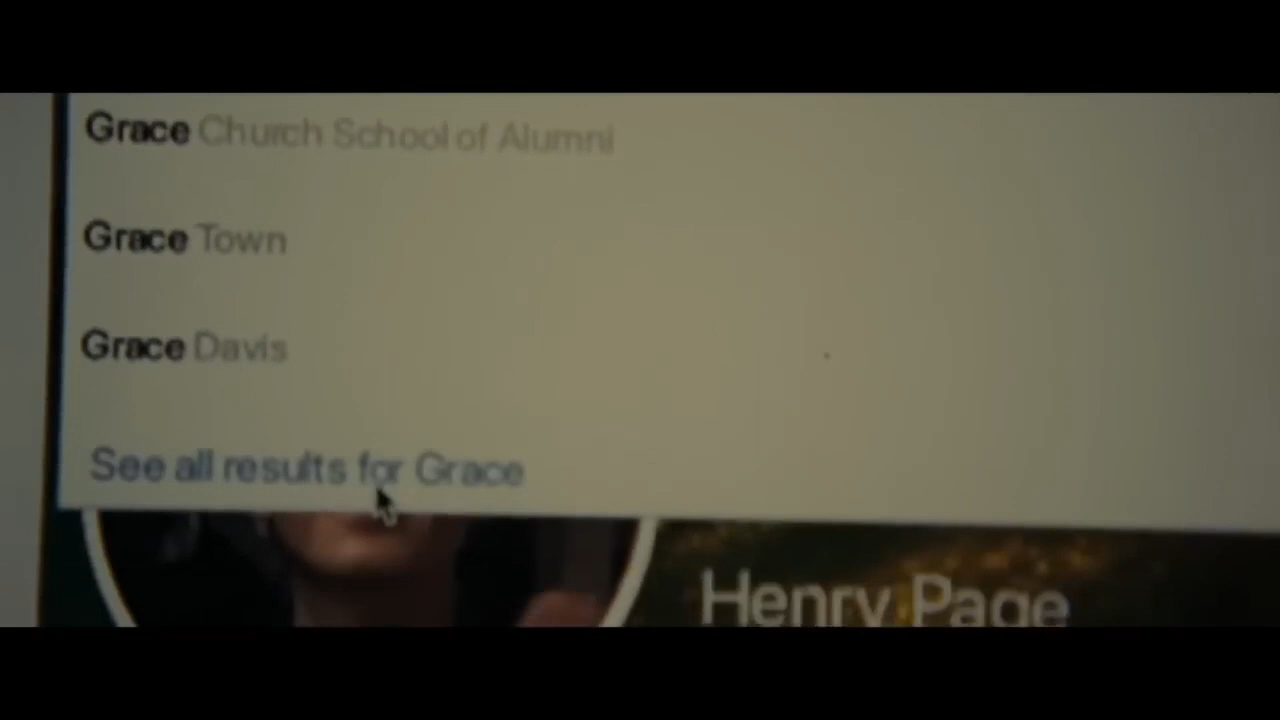 Grace Church School of Alumni
Grace Town
Grace Davis
See all results for Grace
Henry Page